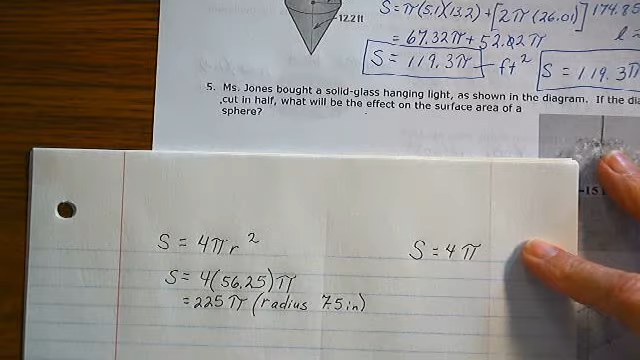 S = π(5.1)(13.2) + [2π(26.01)] 174.85
12.2 ft
= 67.32π + 52.02π
S = 119.3π ft²
S = 119.3π
5. Ms. Jones bought a solid-glass hanging light, as shown in the diagram. If the dia
cut in half, what will be the effect on the surface area of a
sphere?
S = 4πr²
S = 4π
S = 4(56.25)π
= 225π (radius 7.5 in)